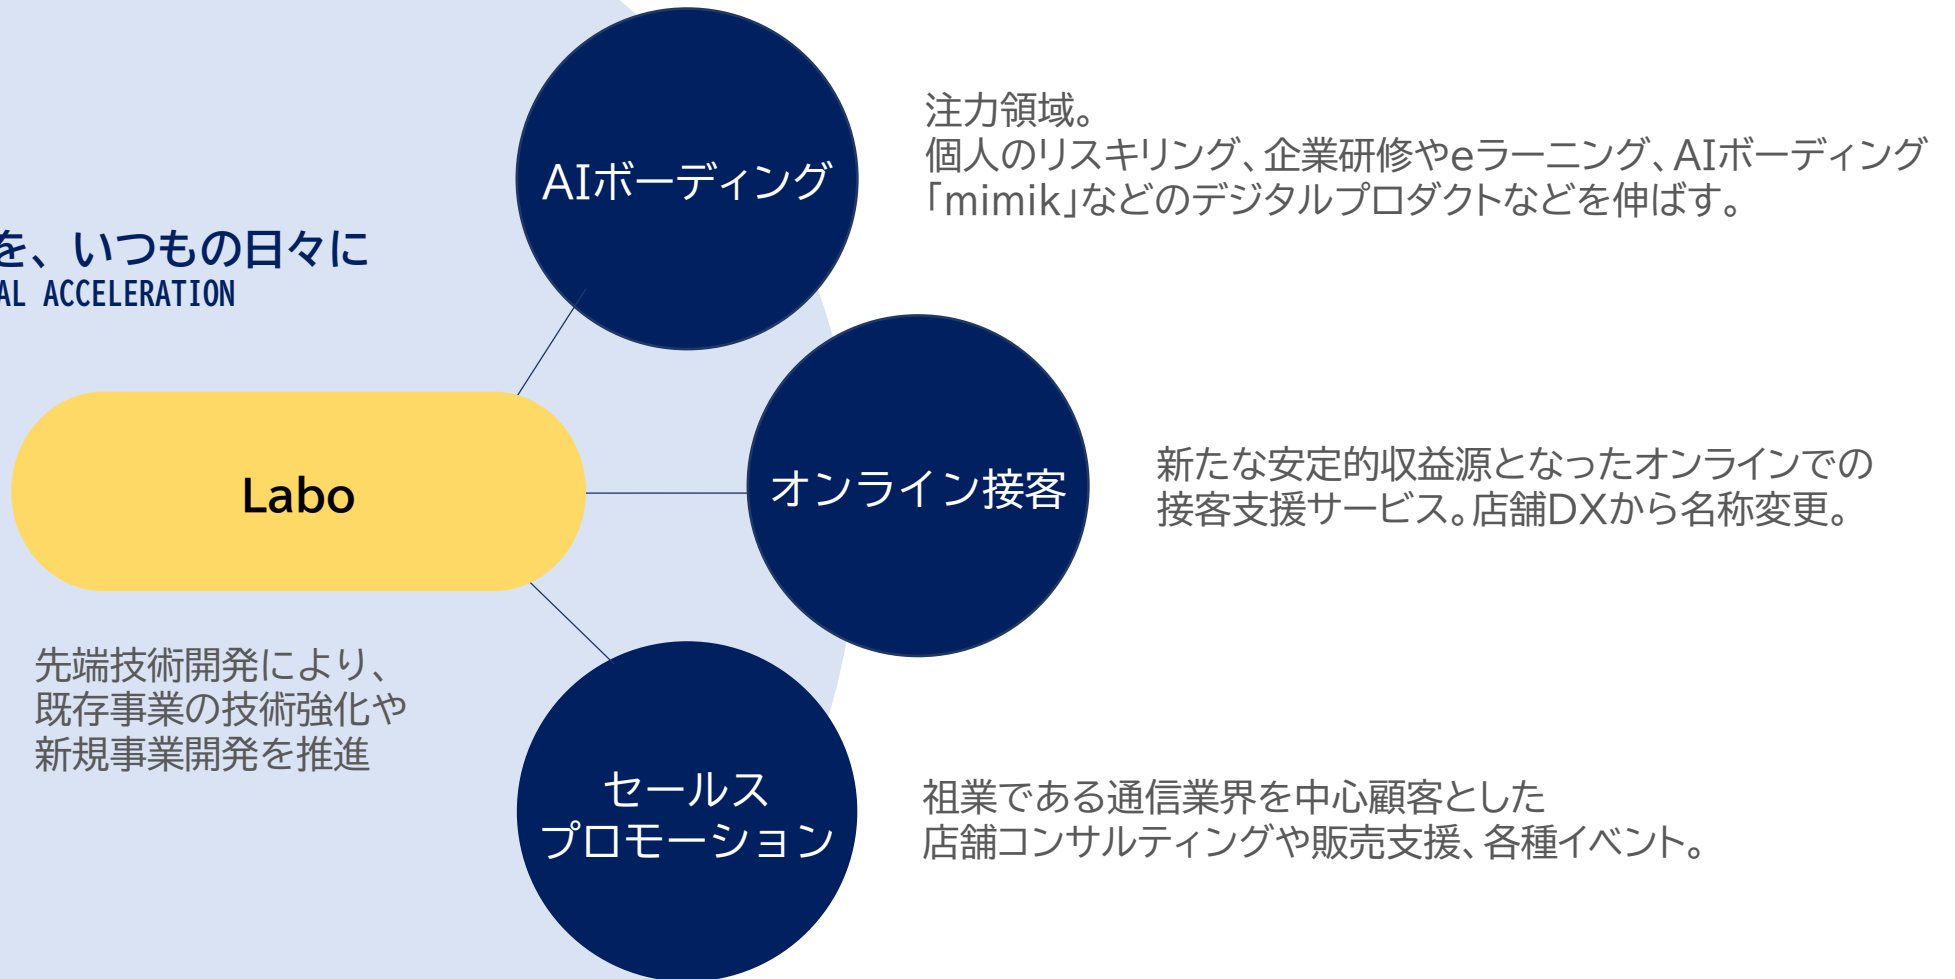 AIボーディング
注力領域。
個人のリスキリング、企業研修やeラーニング、AIボーディング
「mimik」などのデジタルプロダクトなどを伸ばす。
を、いつもの日々に
AL ACCELERATION
Labo
先端技術開発により、
既存事業の技術強化や
新規事業開発を推進
オンライン接客
新たな安定的収益源となったオンラインでの
接客支援サービス。店舗DXから名称変更。
セールス
プロモーション
祖業である通信業界を中心顧客とした
店舗コンサルティングや販売支援、各種イベント。